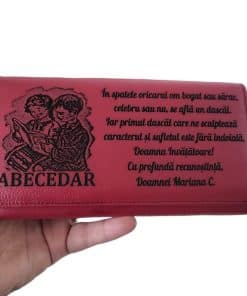 În spatele oricarui om bogat sau sărac,
celebru sau nu, se află un dascăl.
Iar primul dascăl care ne sculptează
caracterul și sufletul este fără îndoială,
Doamna Învățătoare!
Cu profundă recunoștință,
Doamnei Mariana C.
ABECEDAR